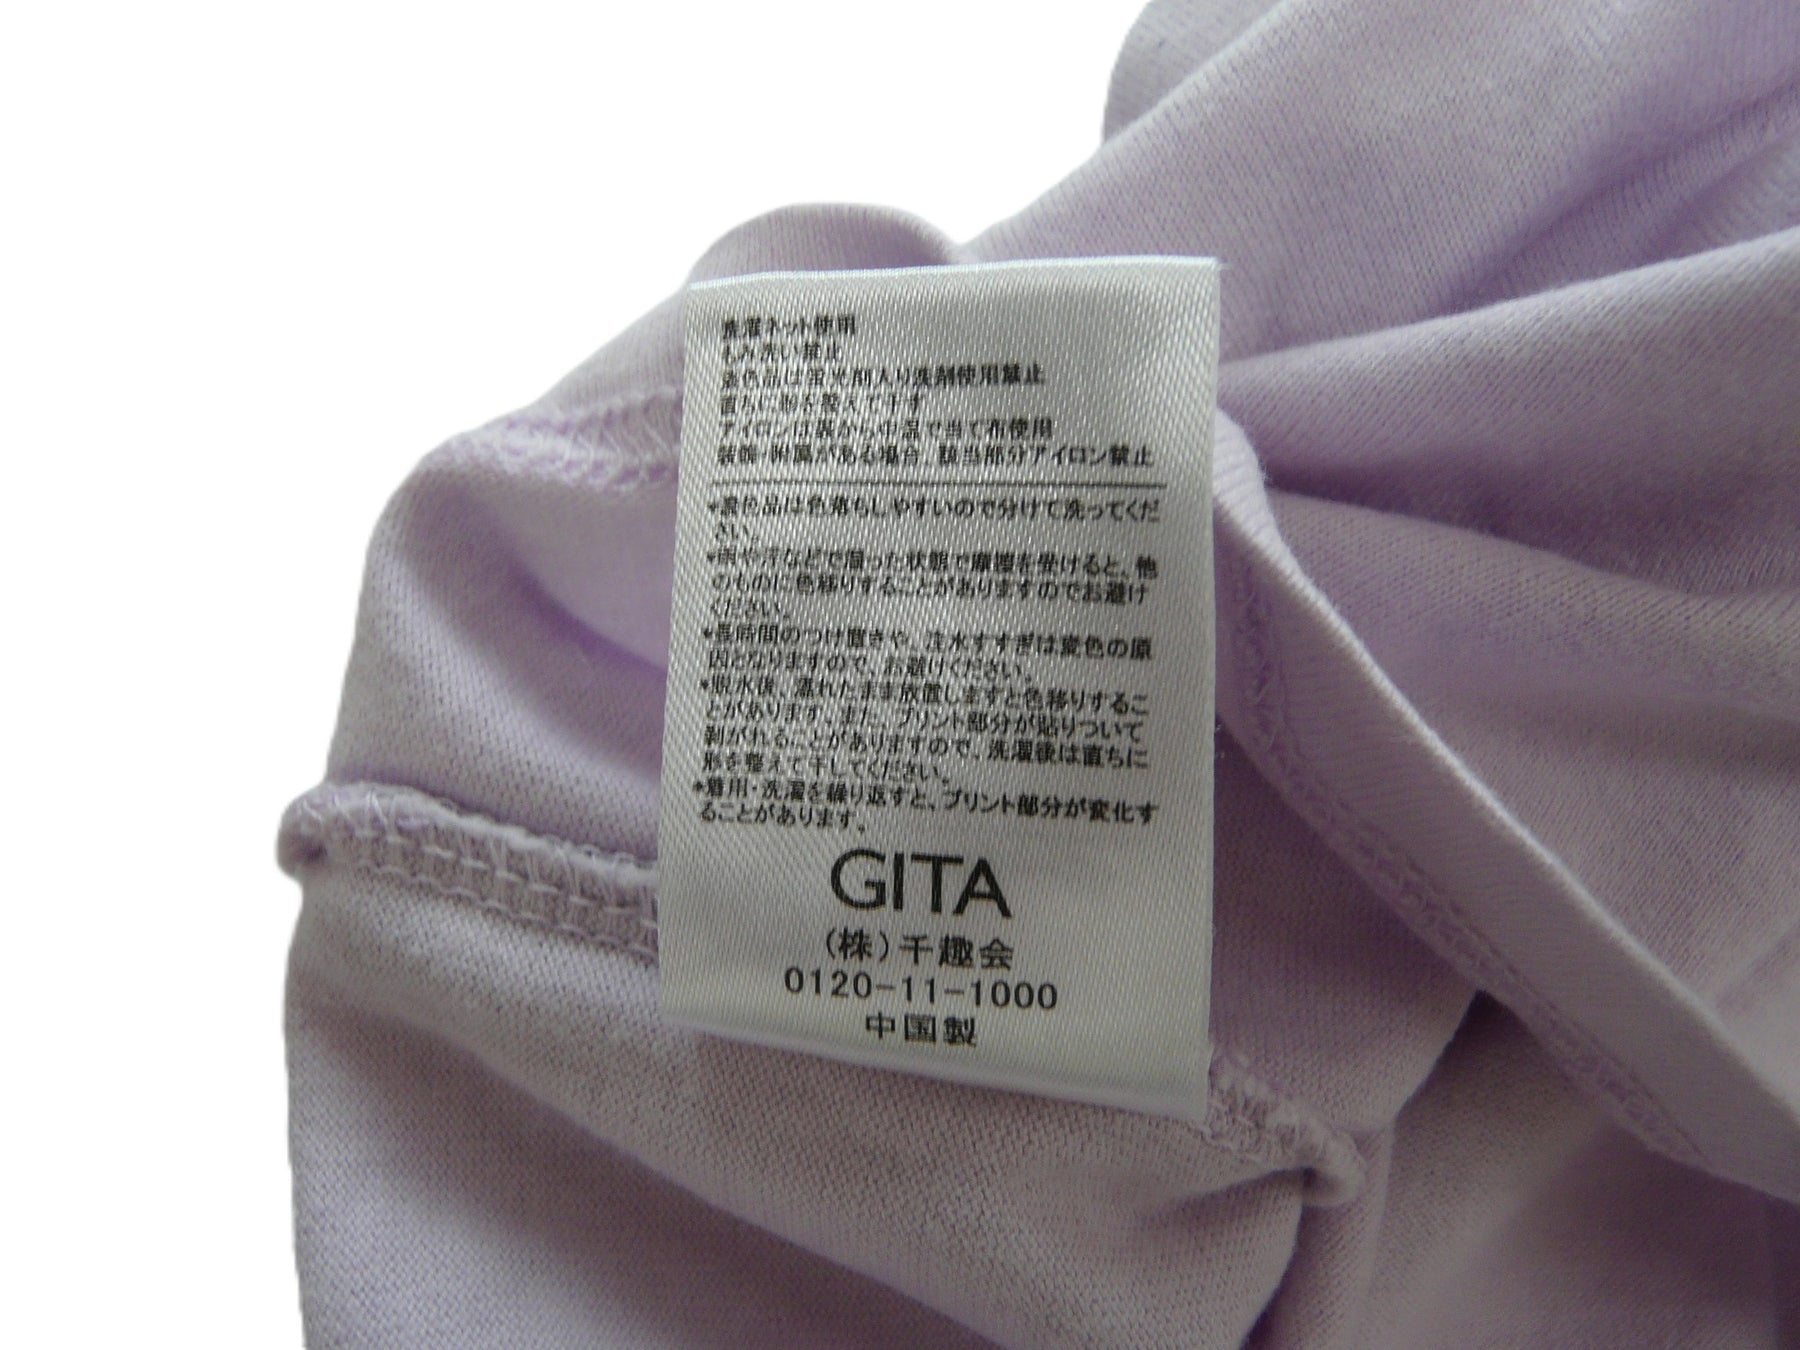 洗濯ネット使用
もみ洗い禁止
淡色品は蛍光剤入り洗剤使用禁止
直ちに形を整えて干す
アイロンは裏から中温で当て布使用
装飾・附属がある場合、該当部分アイロン禁止
*濃色品は色落ちしやすいので分けて洗ってくだ
さい。
*雨や汗などで湿った状態で摩擦を受けると、他
のものに色移りすることがありますのでお避け
ください。
*長時間のつけ置きや、注水すすぎは変色の原
因となりますので、お避けください。
*脱水後、濡れたまま放置しますと色移りするこ
とがあります。また、プリント部分が貼りついて
剥がれることがありますので、洗濯後は直ちに
形を整えて干してください。
*着用・洗濯を繰り返すと、プリント部分が変化す
ることがあります。
GITA
(株)千趣会
0120-11-1000
中国製